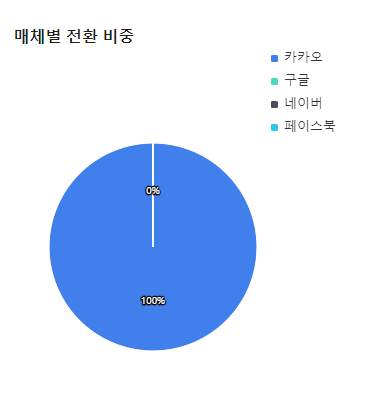 매체별 전환 비중
카카오
구글
네이버
페이스북
0%
100%